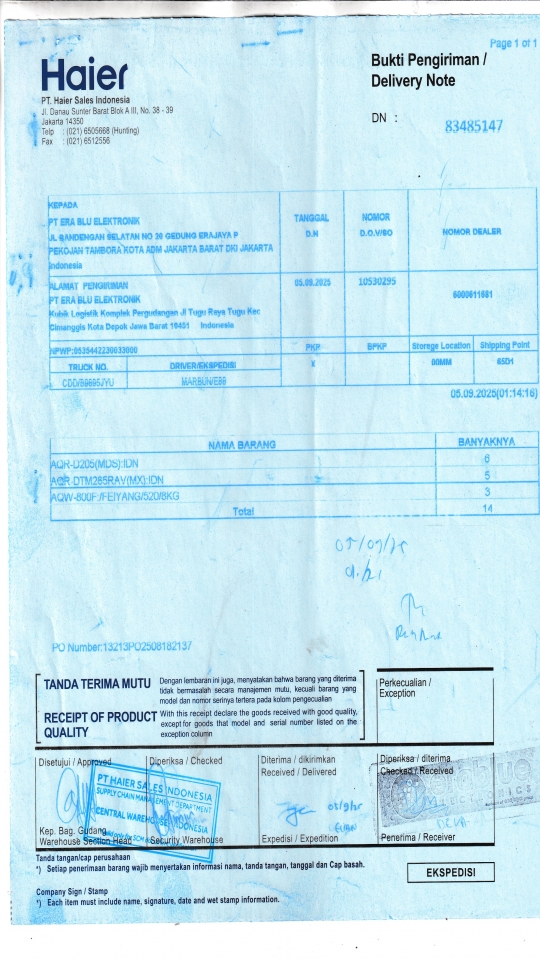 Page 1 of 1
Haier
Bukti Pengiriman /
Delivery Note
PT. Haier Sales Indonesia
Jl. Danau Sunter Barat Blok A III, No. 38 - 39
Jakarta 14350
Telp : (021) 6505668 (Hunting)
Fax : (021) 6512556
DN : 83485147
KEPADA
PT ERA BLU ELEKTRONIK
JL BANDENGAN SELATAN NO 20 GEDUNG ERAJAYA P
PEKOJAN TAMBORA KOTA ADM JAKARTA BARAT DKI JAKARTA
Indonesia
TANGGAL
D.N
NOMOR
D.O.V/SO
NOMOR DEALER
ALAMAT PENGIRIMAN
PT ERA BLU ELEKTRONIK
Kubik Logistik Komplek Pergudangan Jl Tugu Raya Tugu Kec
Cimanggis Kota Depok Jawa Barat 16451 Indonesia
05.09.2025
10530295
6000611681
NPWP:0535442230033000
PKP
BPKP
Storege Location
Shipping Point
TRUCK NO.
DRIVER/EKSPEDISI
X
00MM
65D1
CDD/B9895JYU
MARBUN/EBB
05.09.2025(01:14:16)
NAMA BARANG
BANYAKNYA
AQR-D205(MDS):IDN
6
AQR-DTM265RAV(MX):IDN
5
AQW-800F:/FEIYANG/520/8KG
3
Total
14
05/09/25
PO Number:13213PO2508182137
TANDA TERIMA MUTU
Dengan lembaran ini juga, menyatakan bahwa barang yang diterima
tidak bermasalah secara manajemen mutu, kecuali barang yang
model dan nomor serinya tertera pada kolom pengecualian
RECEIPT OF PRODUCT
QUALITY
With this receipt declare the goods received with good quality,
except for goods that model and serial number listed on the
exception column
Perkecualian /
Exception
Disetujui / Approved
Diperiksa / Checked
Diterima / dikirimkan
Received / Delivered
Diperiksa / diterima
Checked / Received
PT HAIER SALES INDONESIA
SUPPLY CHAIN MANAGEMENT DEPARTMENT
CENTRAL WAREHOUSE INDONESIA
Kep. Bag. Gudang
Warehouse Section Head
Security Warehouse
Expedisi / Expedition
Penerima / Receiver
Tanda tangan/cap perusahaan
*) Setiap penerimaan barang wajib menyertakan informasi nama, tanda tangan, tanggal dan Cap basah.
EKSPEDISI
Company Sign / Stamp
*) Each item must include name, signature, date and wet stamp information.